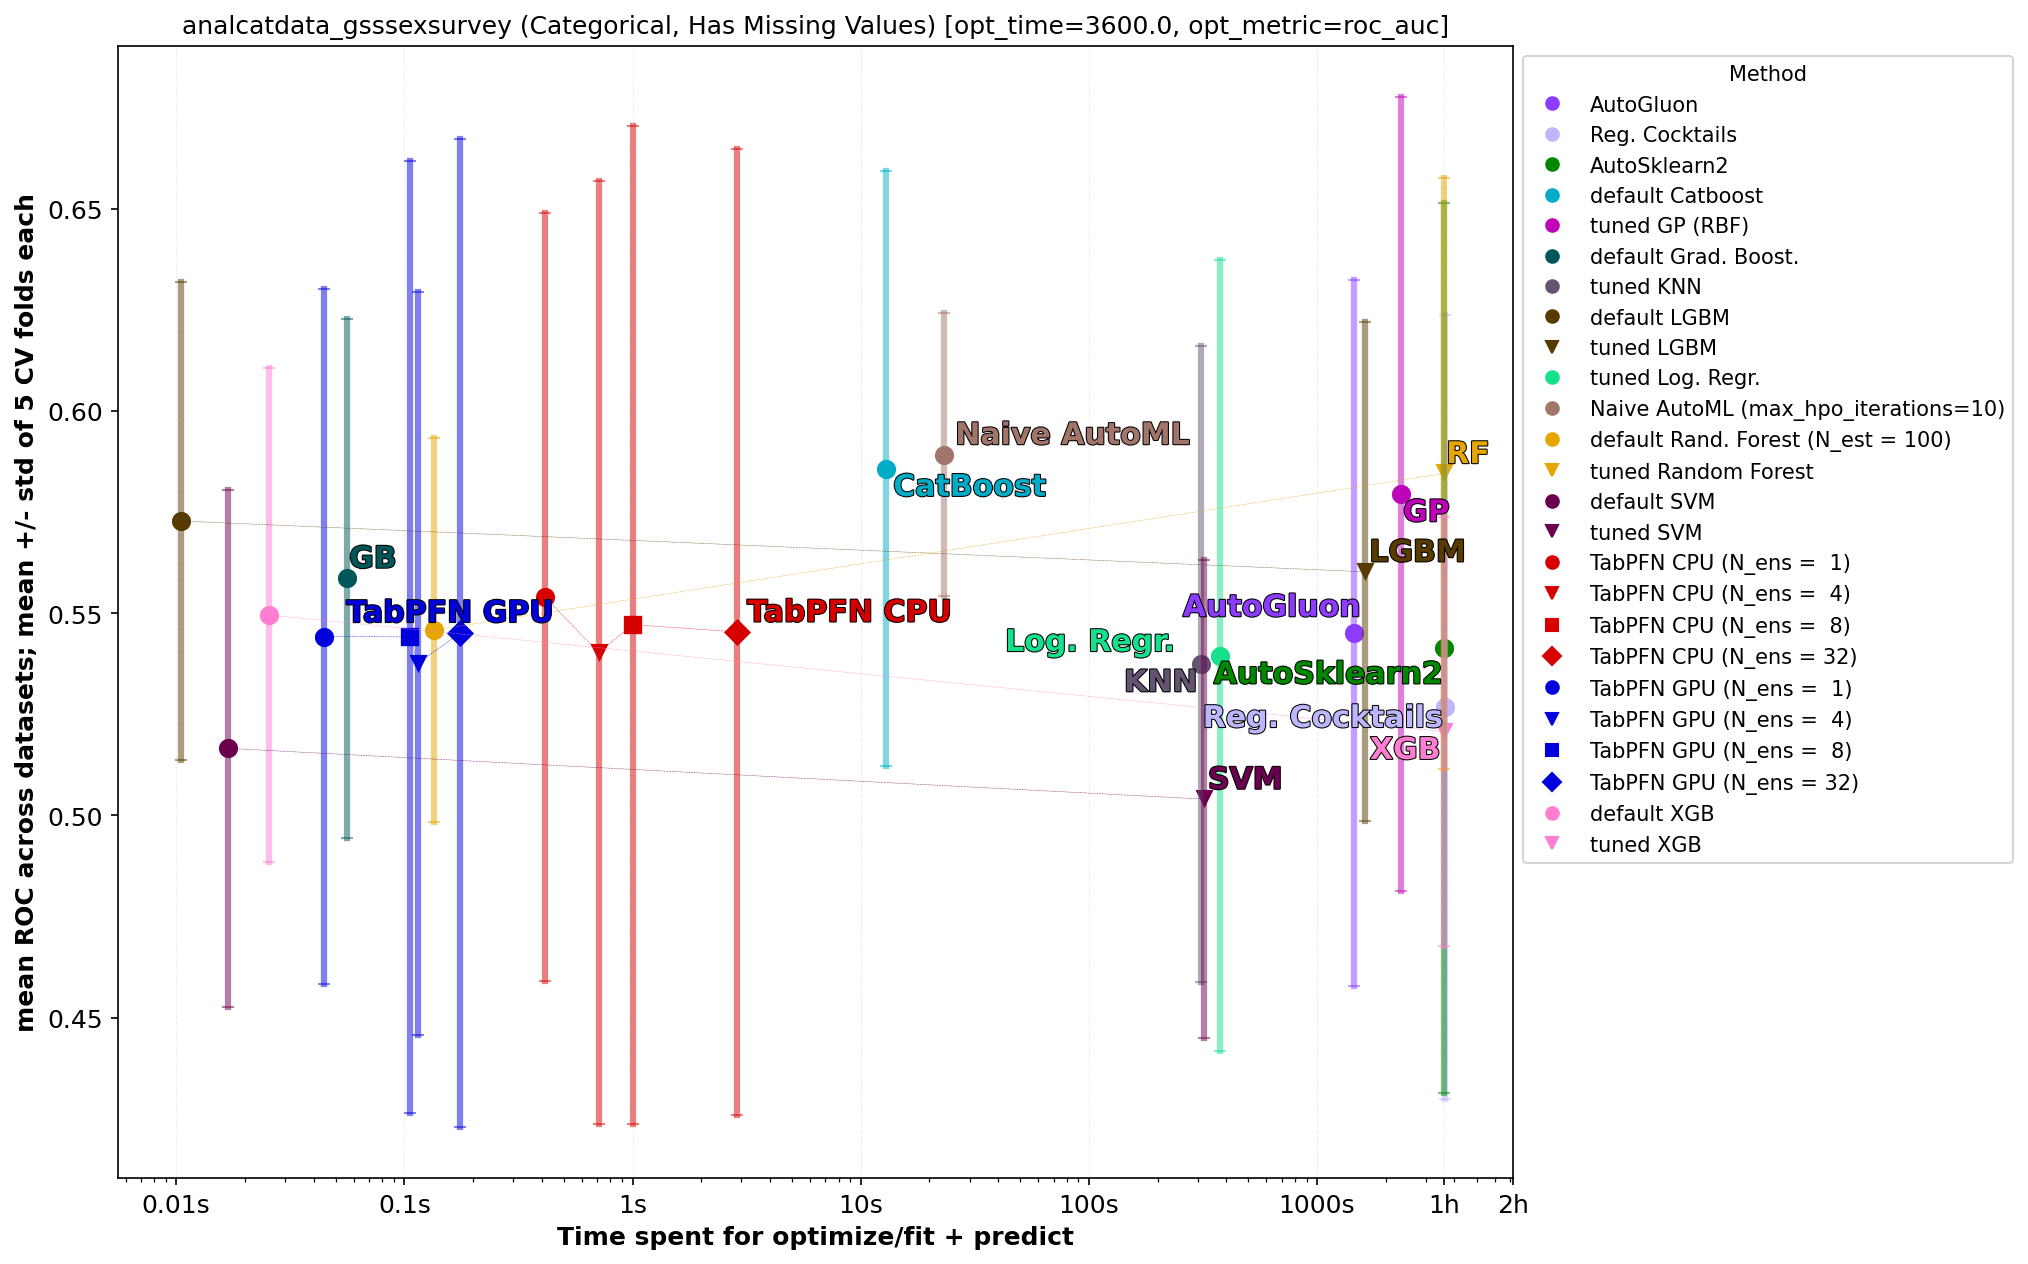 analcatdata_gsssexsurvey (Categorical, Has Missing Values) [opt_time=3600.0, opt_metric=roc_auc]
mean ROC across datasets; mean +/- std of 5 CV folds each
0.65
0.60
0.55
0.50
0.45
Naive AutoML
RF
CatBoost
GP
GB
LGBM
TabPFN GPU
TabPFN CPU
AutoGluon
Log. Regr.
KNN
AutoSklearn2
Reg. Cocktails
XGB
SVM
0.01s
0.1s
1s
10s
100s
1000s
1h
2h
Time spent for optimize/fit + predict
Method
AutoGluon
Reg. Cocktails
AutoSklearn2
default Catboost
tuned GP (RBF)
default Grad. Boost.
tuned KNN
default LGBM
tuned LGBM
tuned Log. Regr.
Naive AutoML (max_hpo_iterations=10)
default Rand. Forest (N_est = 100)
tuned Random Forest
default SVM
tuned SVM
TabPFN CPU (N_ens =  1)
TabPFN CPU (N_ens =  4)
TabPFN CPU (N_ens =  8)
TabPFN CPU (N_ens = 32)
TabPFN GPU (N_ens =  1)
TabPFN GPU (N_ens =  4)
TabPFN GPU (N_ens =  8)
TabPFN GPU (N_ens = 32)
default XGB
tuned XGB